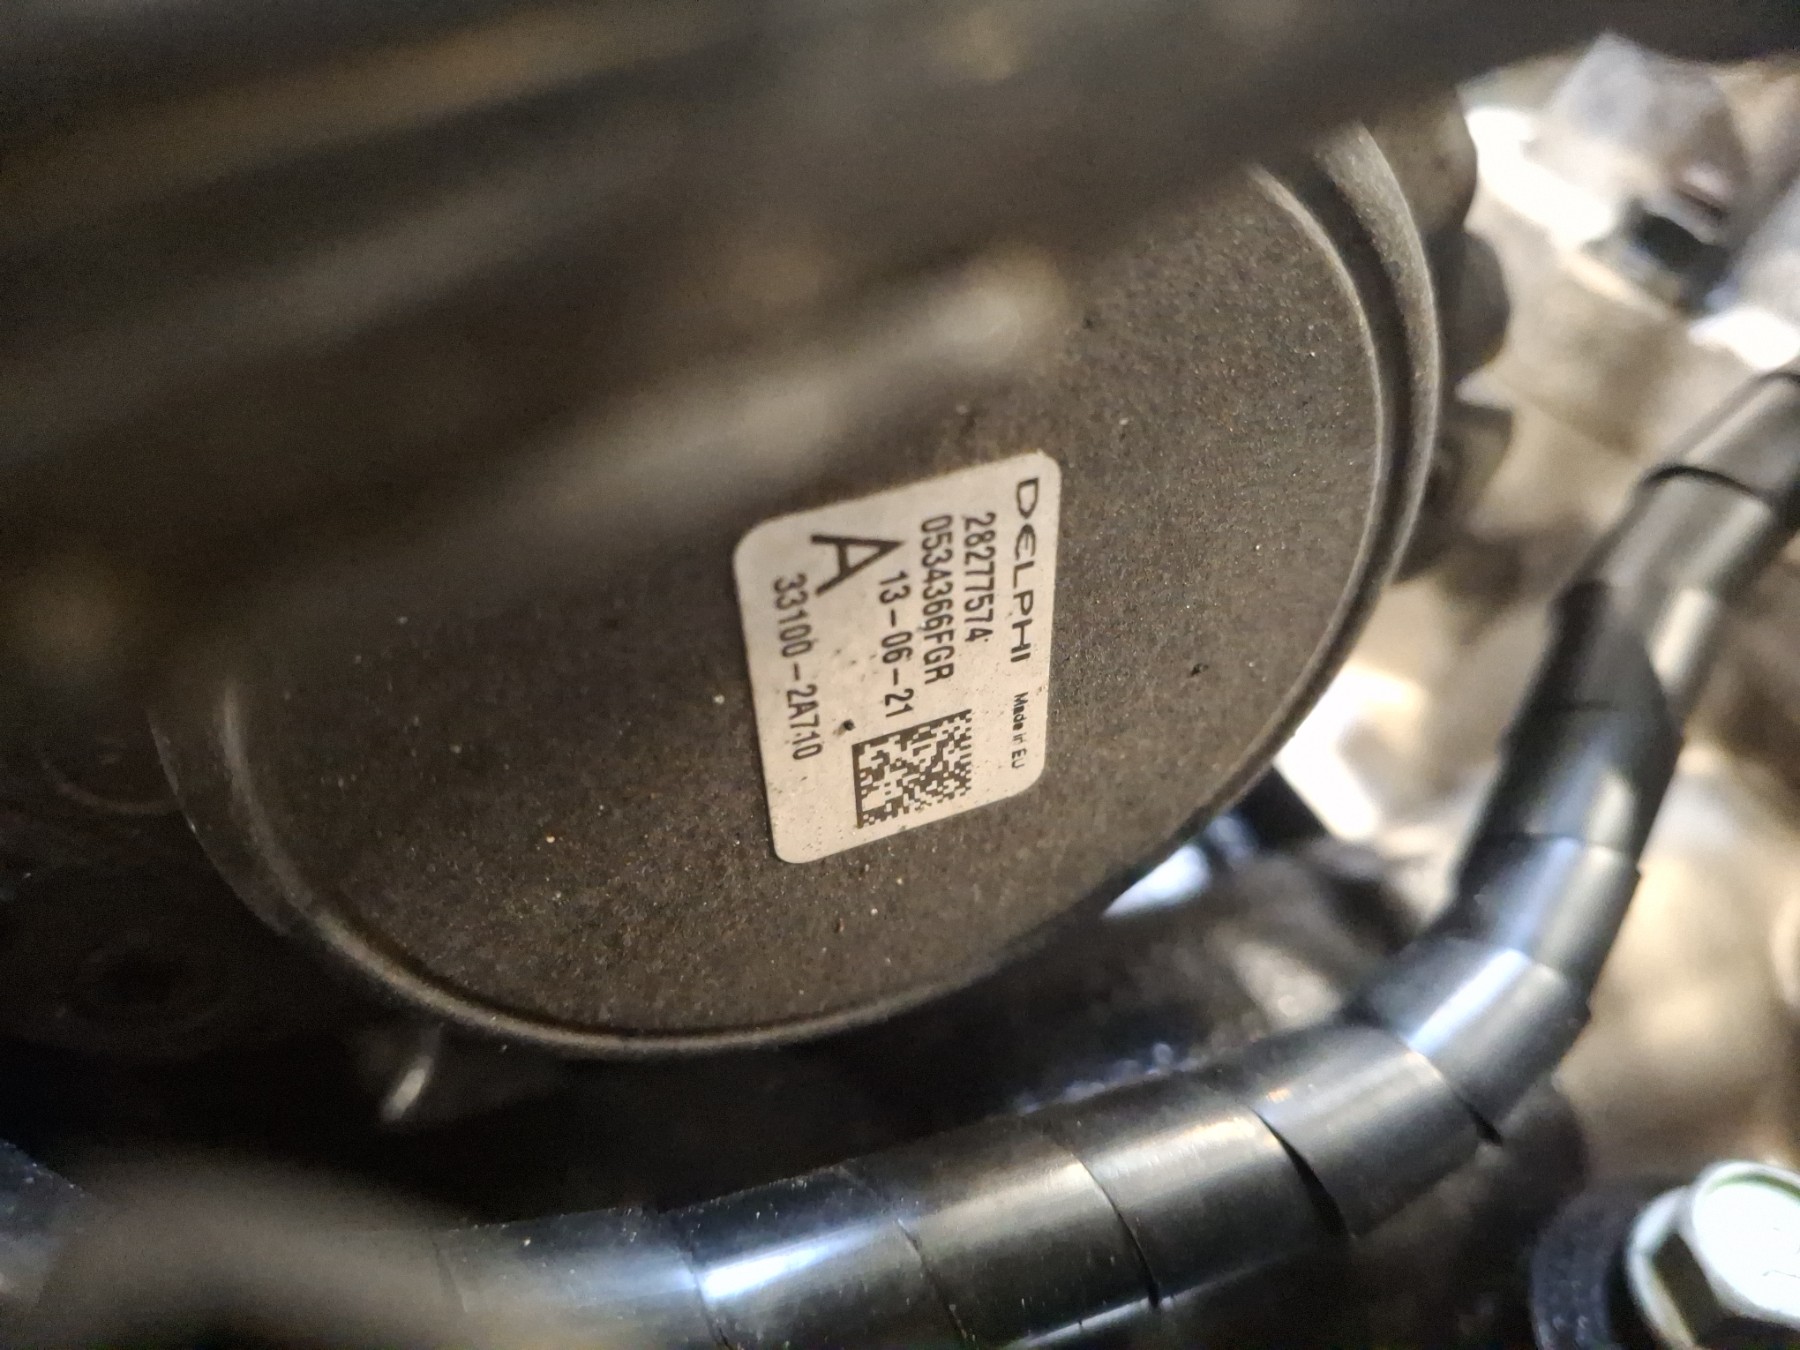 DELPHI Made in EU
28277574
0534366FGR
13-06-21
A
33100-2A710